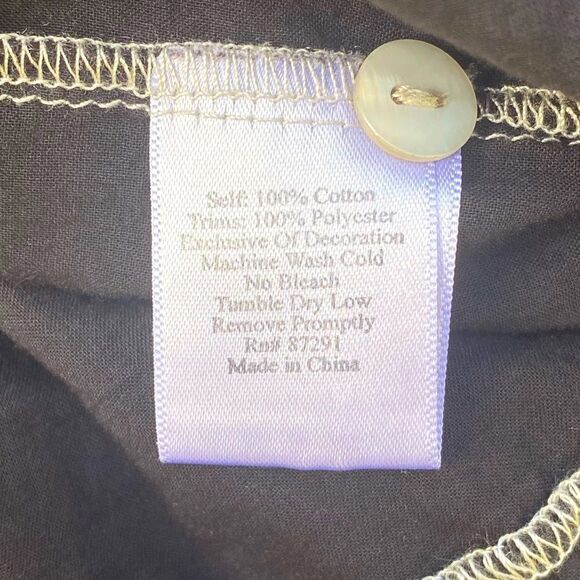 Self: 100% Cotton
Trims: 100% Polyester
Exclusive Of Decoration
Machine Wash Cold
No Bleach
Tumble Dry Low
Remove Promptly
Rn# 87291
Made in China